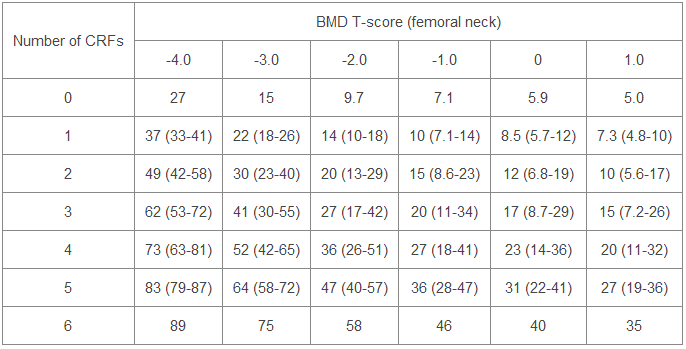 Number of CRFs
BMD T-score (femoral neck)
-4.0 -3.0 -2.0 -1.0 0 1.0
0 27 15 9.7 7.1 5.9 5.0
1 37 (33-41) 22 (18-26) 14 (10-18) 10 (7.1-14) 8.5 (5.7-12) 7.3 (4.8-10)
2 49 (42-58) 30 (23-40) 20 (13-29) 15 (8.6-23) 12 (6.8-19) 10 (5.6-17)
3 62 (53-72) 41 (30-55) 27 (17-42) 20 (11-34) 17 (8.7-29) 15 (7.2-26)
4 73 (63-81) 52 (42-65) 36 (26-51) 27 (18-41) 23 (14-36) 20 (11-32)
5 83 (79-87) 64 (58-72) 47 (40-57) 36 (28-47) 31 (22-41) 27 (19-36)
6 89 75 58 46 40 35